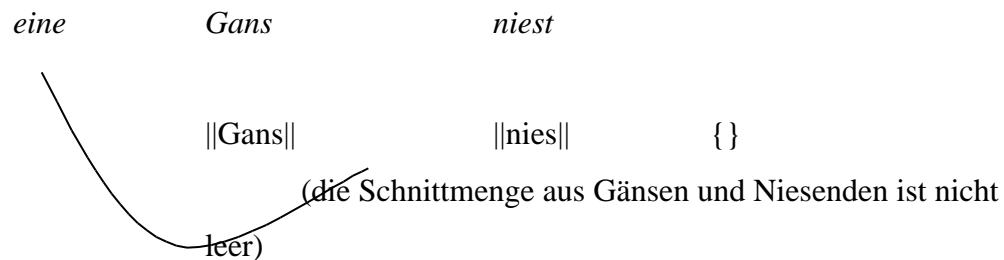 eine Gans niest
||Gans|| ||nies|| {}
(die Schnittmenge aus Gänsen und Niesenden ist nicht
leer)